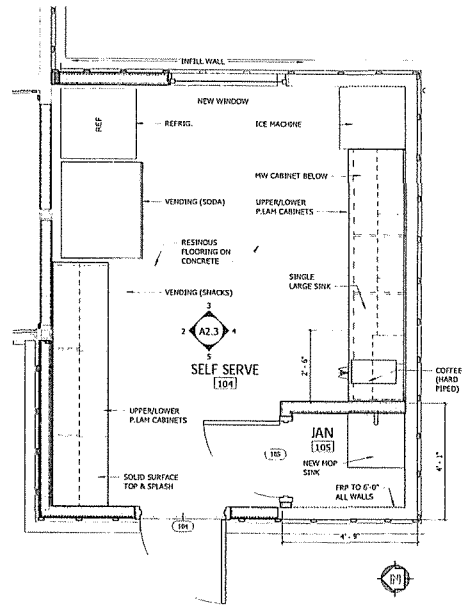 INFILL WALL
NEW WINDOW
REF
REFRIG.
ICE MACHINE
MW CABINET BELOW
UPPER/LOWER
P.LAM CABINETS
VENDING (SODA)
RESINOUS
FLOORING ON
CONCRETE
SINGLE
LARGE SINK
VENDING (SNACKS)
3
2 A2.3 4
5
SELF SERVE
104
2' - 6"
COFFEE
(HARD
PIPED)
UPPER/LOWER
P.LAM CABINETS
JAN
105
105
NEW MOP
SINK
4' - 1"
SOLID SURFACE
TOP & SPLASH
FRP TO 6'-0"
ALL WALLS
104
4' - 9"